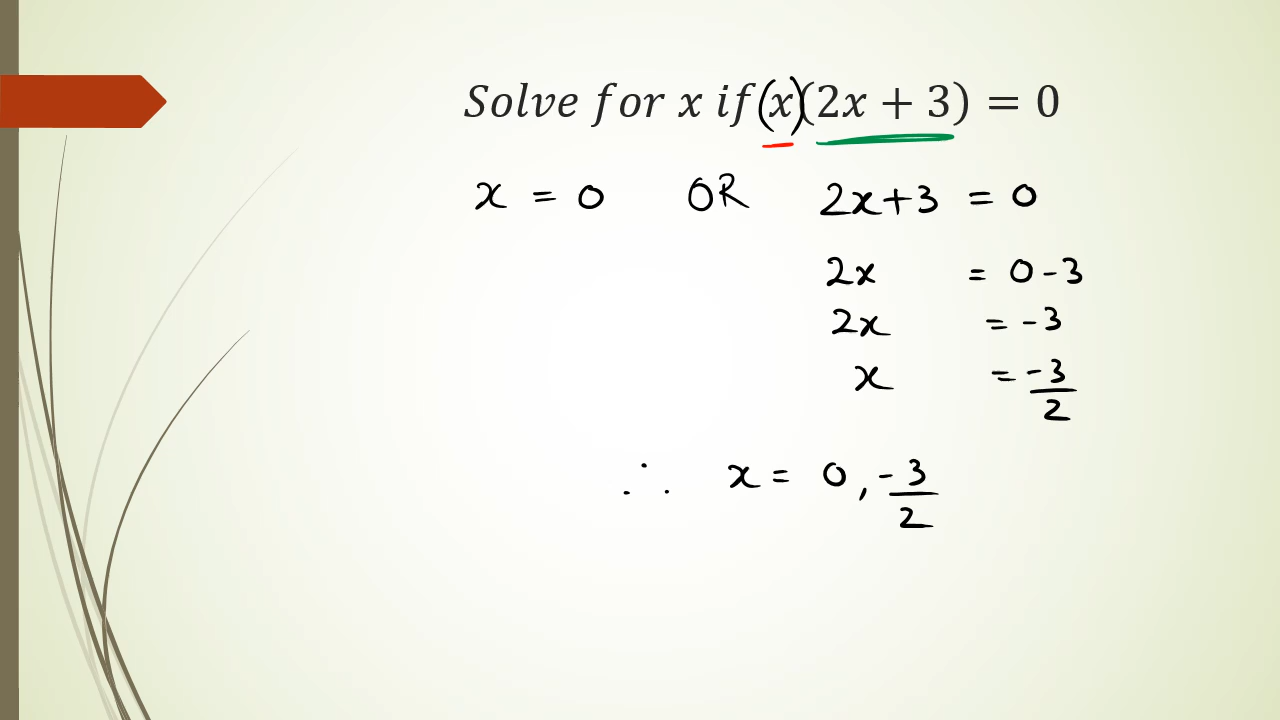 Solve for x if (x)(2x + 3) = 0
x = 0 OR 2x+3 = 0
2x = 0 - 3
2x = -3
x = -3/2
∴ x = 0, -3/2